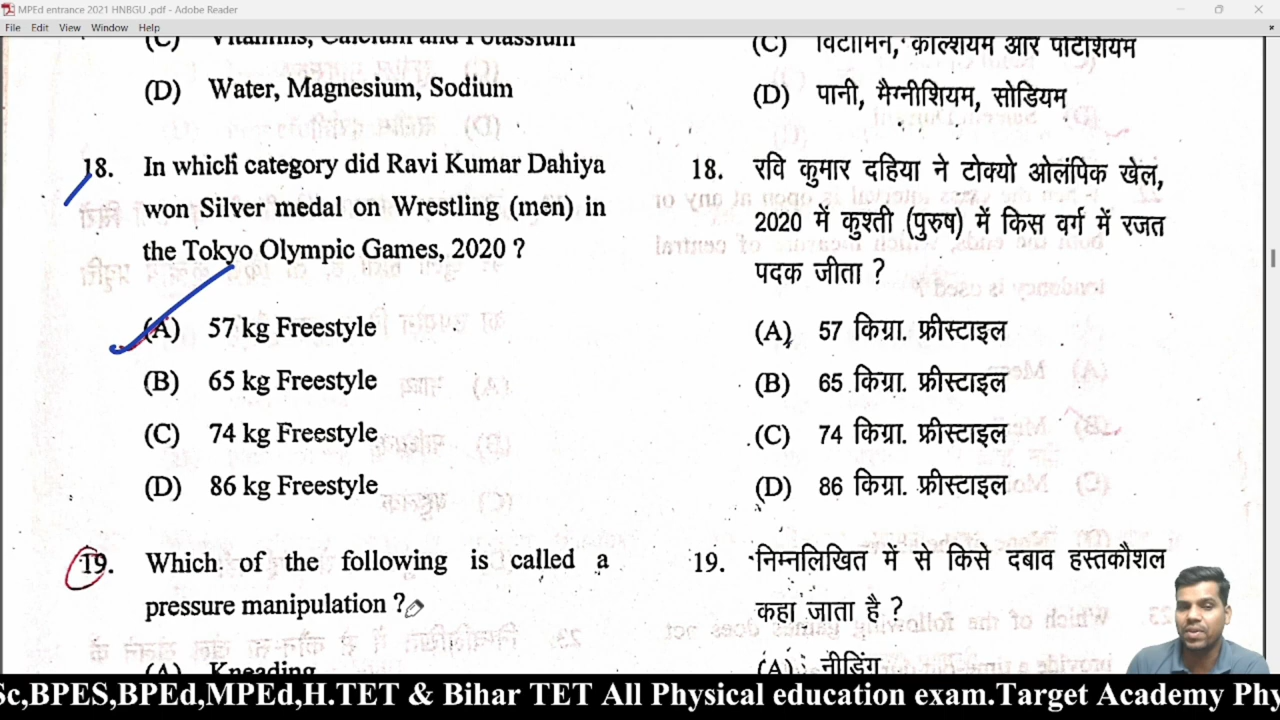 MPEd entrance 2021 HNBGU .pdf - Adobe Reader
File Edit View Window Help
(C) Vitamins, Calcium and Potassium
(D) Water, Magnesium, Sodium
18. In which category did Ravi Kumar Dahiya
won Silver medal on Wrestling (men) in
the Tokyo Olympic Games, 2020 ?
(A) 57 kg Freestyle
(B) 65 kg Freestyle
(C) 74 kg Freestyle
(D) 86 kg Freestyle
19. Which of the following is called a
pressure manipulation ?
(A) Kneading
(C) विटामिन, कैल्शियम और पोटैशियम
(D) पानी, मैग्नीशियम, सोडियम
18. रवि कुमार दहिया ने टोक्यो ओलंपिक खेल,
2020 में कुश्ती (पुरुष) में किस वर्ग में रजत
पदक जीता ?
(A) 57 किग्रा. फ्रीस्टाइल
(B) 65 किग्रा. फ्रीस्टाइल
(C) 74 किग्रा. फ्रीस्टाइल
(D) 86 किग्रा. फ्रीस्टाइल
19. निम्नलिखित में से किसे दबाव हस्तकौशल
कहा जाता है ?
(A) नीडिंग
Sc,BPES,BPEd,MPEd,H.TET & Bihar TET All Physical education exam.Target Academy Phy